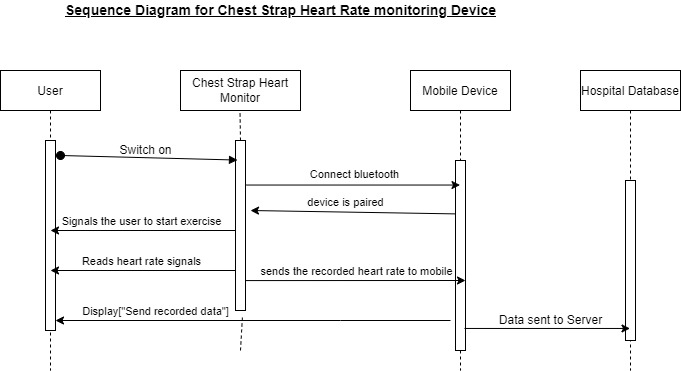 Sequence Diagram for Chest Strap Heart Rate monitoring Device
User
Chest Strap Heart
Monitor
Mobile Device
Hospital Database
Switch on
Connect bluetooth
device is paired
Signals the user to start exercise
Reads heart rate signals
sends the recorded heart rate to mobile
Display["Send recorded data"]
Data sent to Server